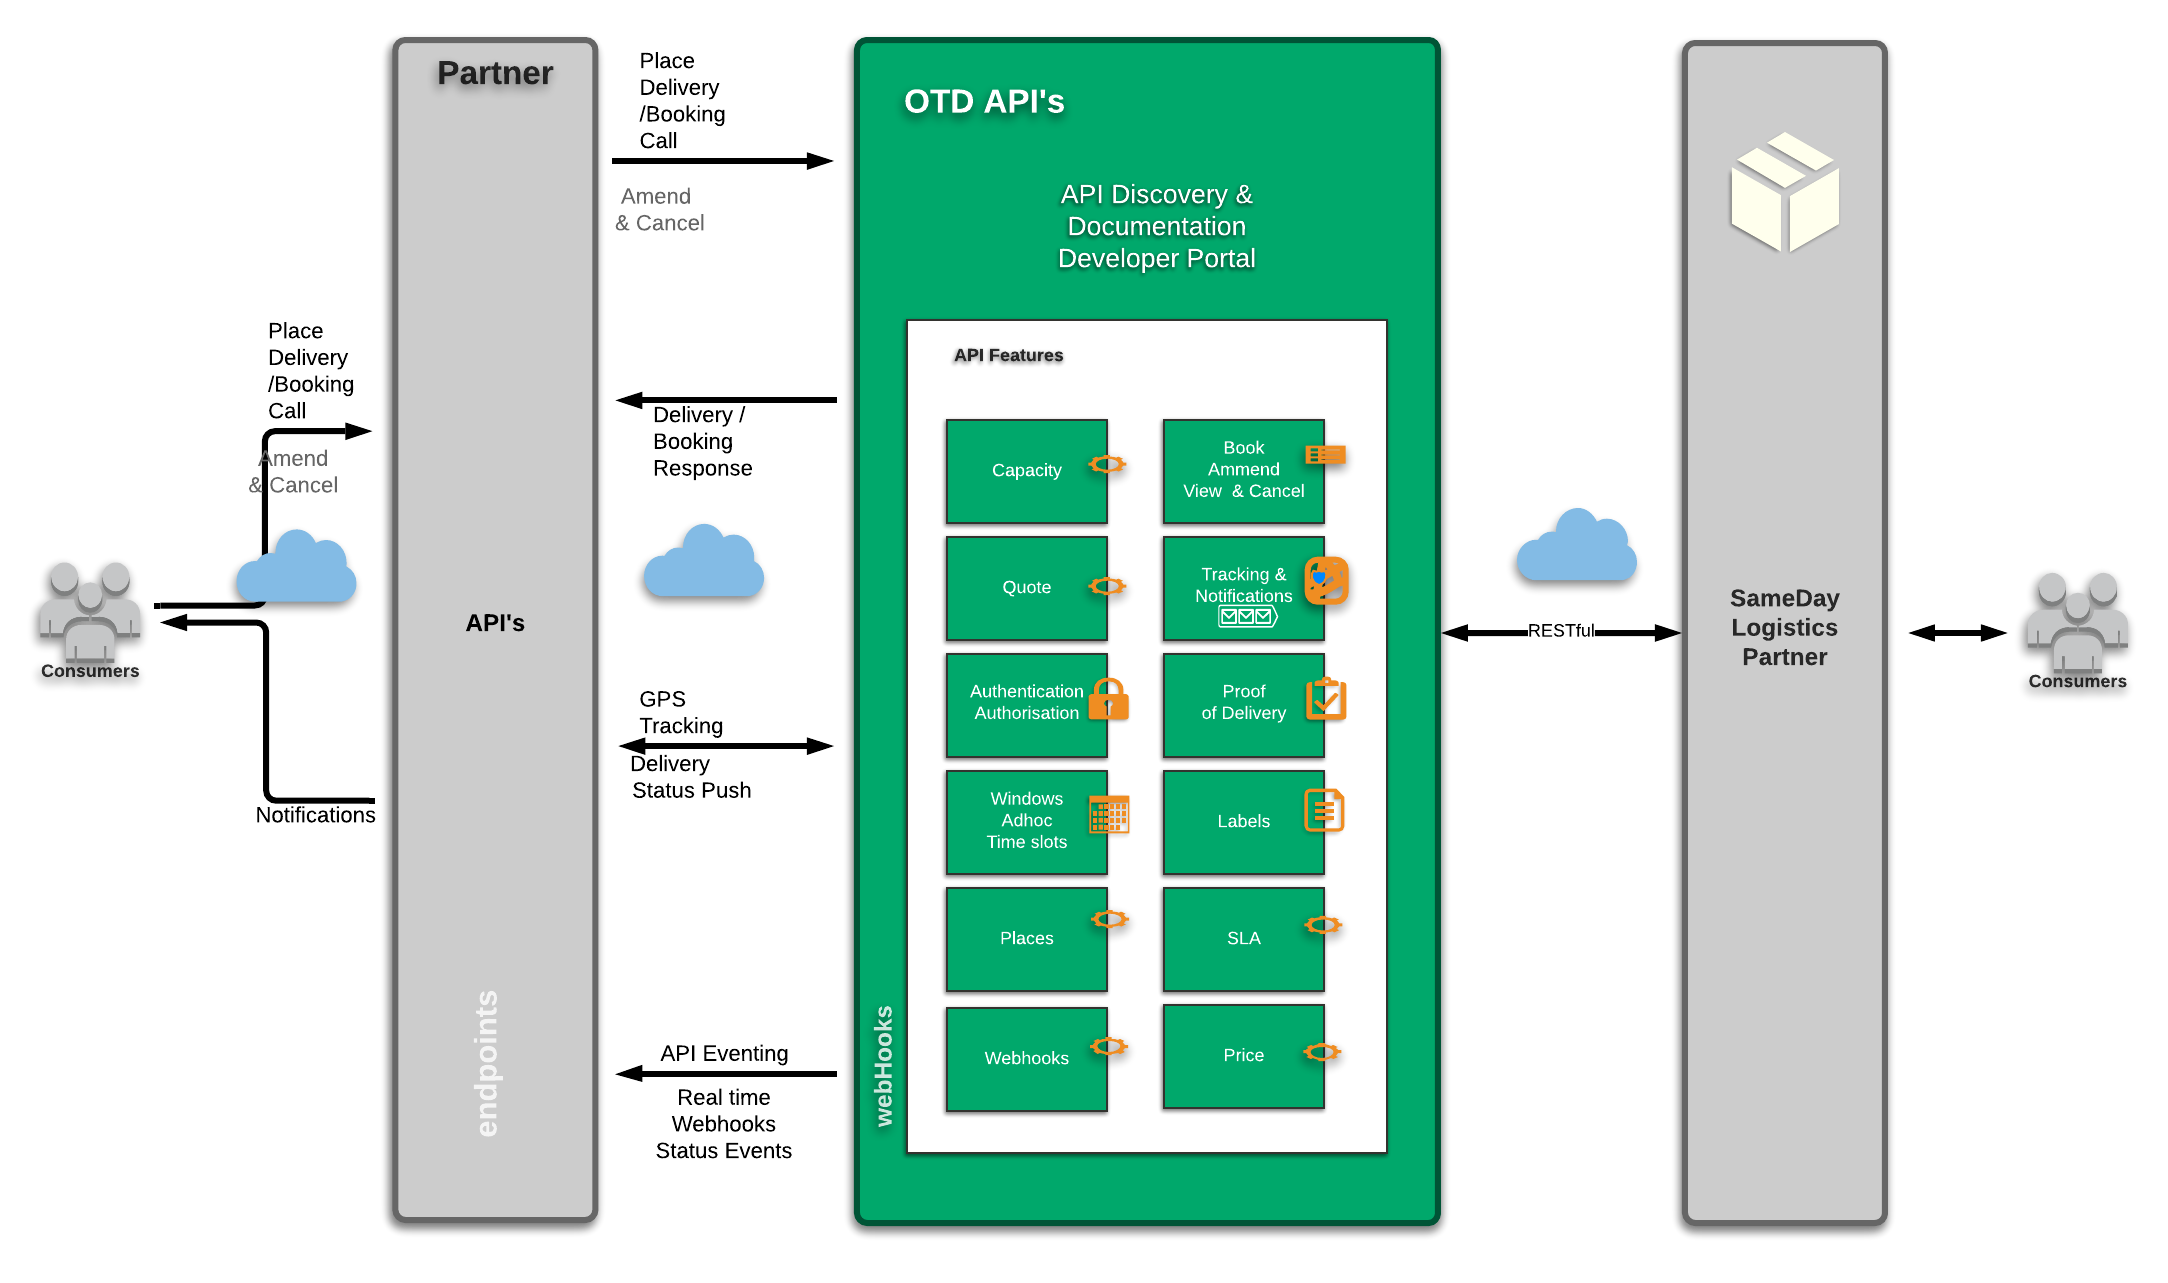 Partner
Place
Delivery
/Booking
Call
Amend
& Cancel
OTD API's
API Discovery &
Documentation
Developer Portal
Place
Delivery
/Booking
Call
Amend
& Cancel
Consumers
Notifications
API's
endpoints
Delivery /
Booking
Response
GPS
Tracking
Delivery
Status Push
API Eventing
Real time
Webhooks
Status Events
webHooks
API Features
Capacity
Book
Ammend
View & Cancel
Quote
Tracking &
Notifications
Authentication
Authorisation
Proof
of Delivery
Windows
Adhoc
Time slots
Labels
Places
SLA
Webhooks
Price
RESTful
SameDay
Logistics
Partner
Consumers